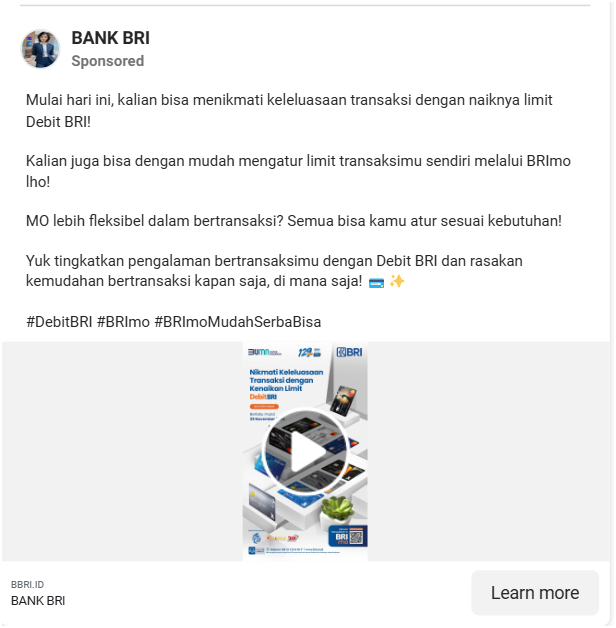 BANK BRI
Sponsored
Mulai hari ini, kalian bisa menikmati keleluasaan transaksi dengan naiknya limit
Debit BRI!
Kalian juga bisa dengan mudah mengatur limit transaksimu sendiri melalui BRImo
lho!
MO lebih fleksibel dalam bertransaksi? Semua bisa kamu atur sesuai kebutuhan!
Yuk tingkatkan pengalaman bertransaksimu dengan Debit BRI dan rasakan
kemudahan bertransaksi kapan saja, di mana saja! 💳 ✨
#DebitBRI #BRImo #BRImoMudahSerbaBisa
BUMN
129
BRI
Nikmati Keleluasaan
Transaksi dengan
Kenaikan Limit
DebitBRI
BRI
mo
BBRI.ID
BANK BRI
Learn more